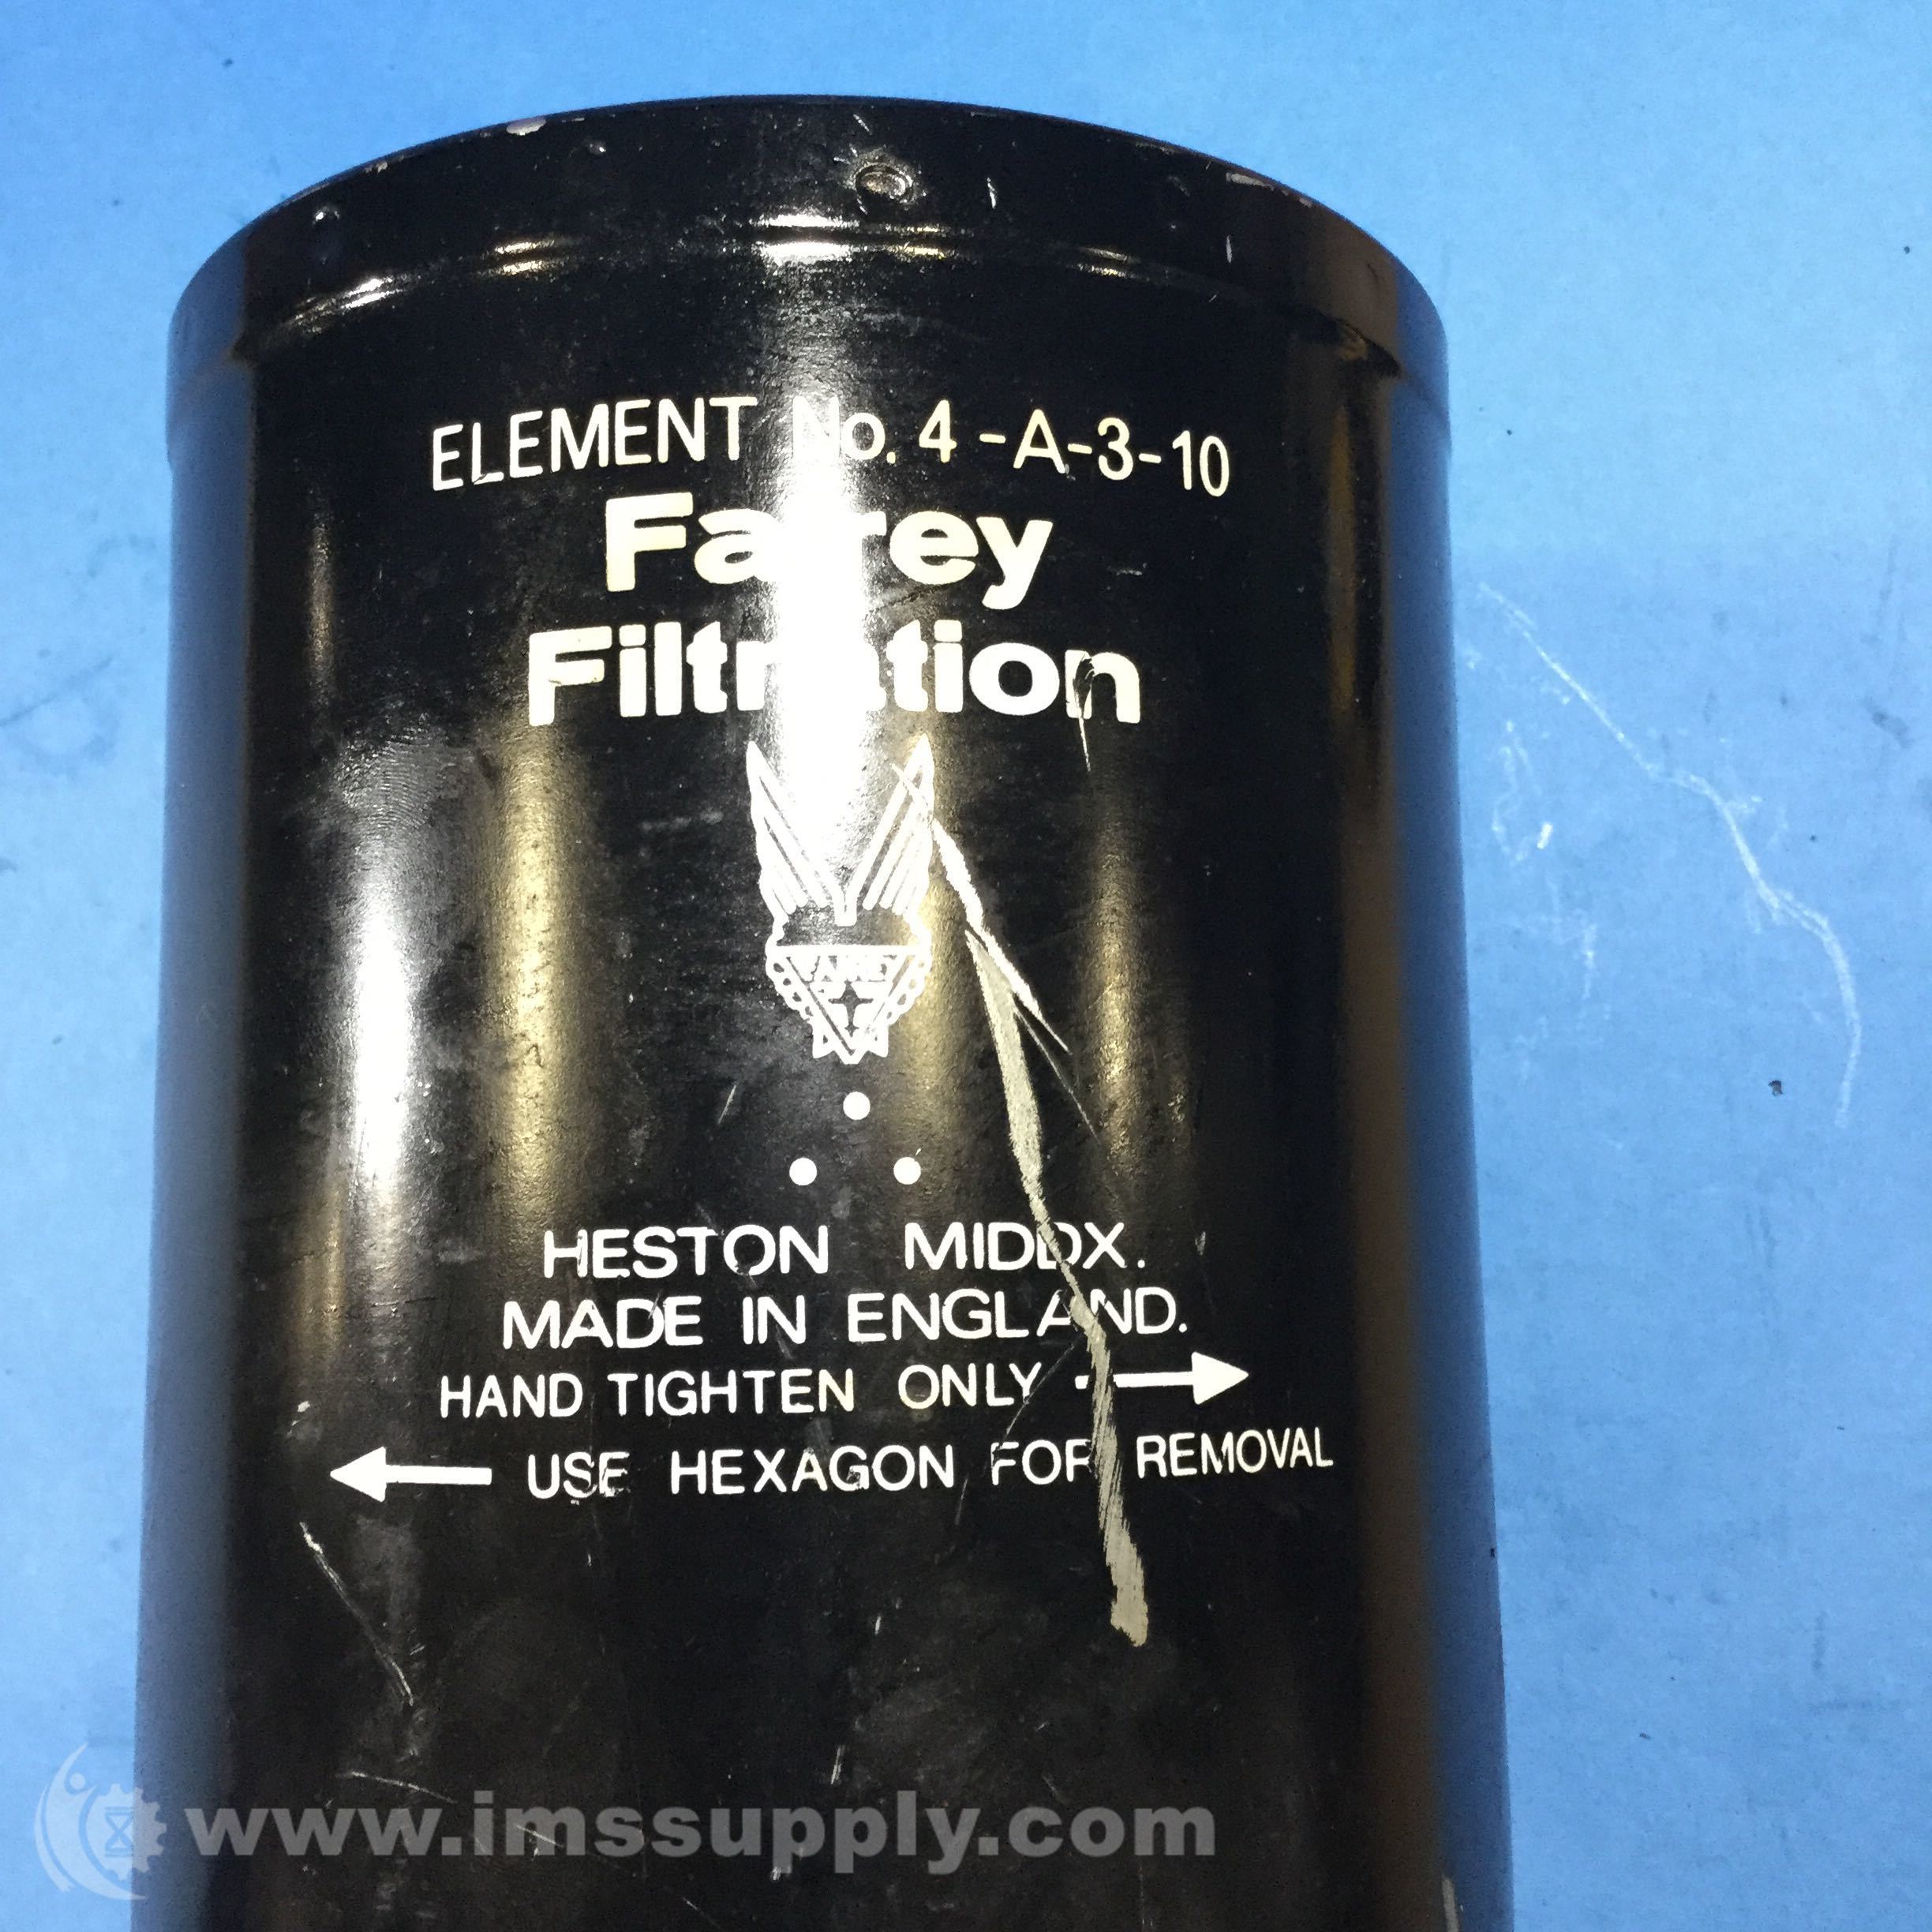 ELEMENT No. 4-A-3-10
Fairey
Filtration
FAIREY
HESTON MIDDX.
MADE IN ENGLAND.
HAND TIGHTEN ONLY
USE HEXAGON FOR REMOVAL
www.imssupply.com